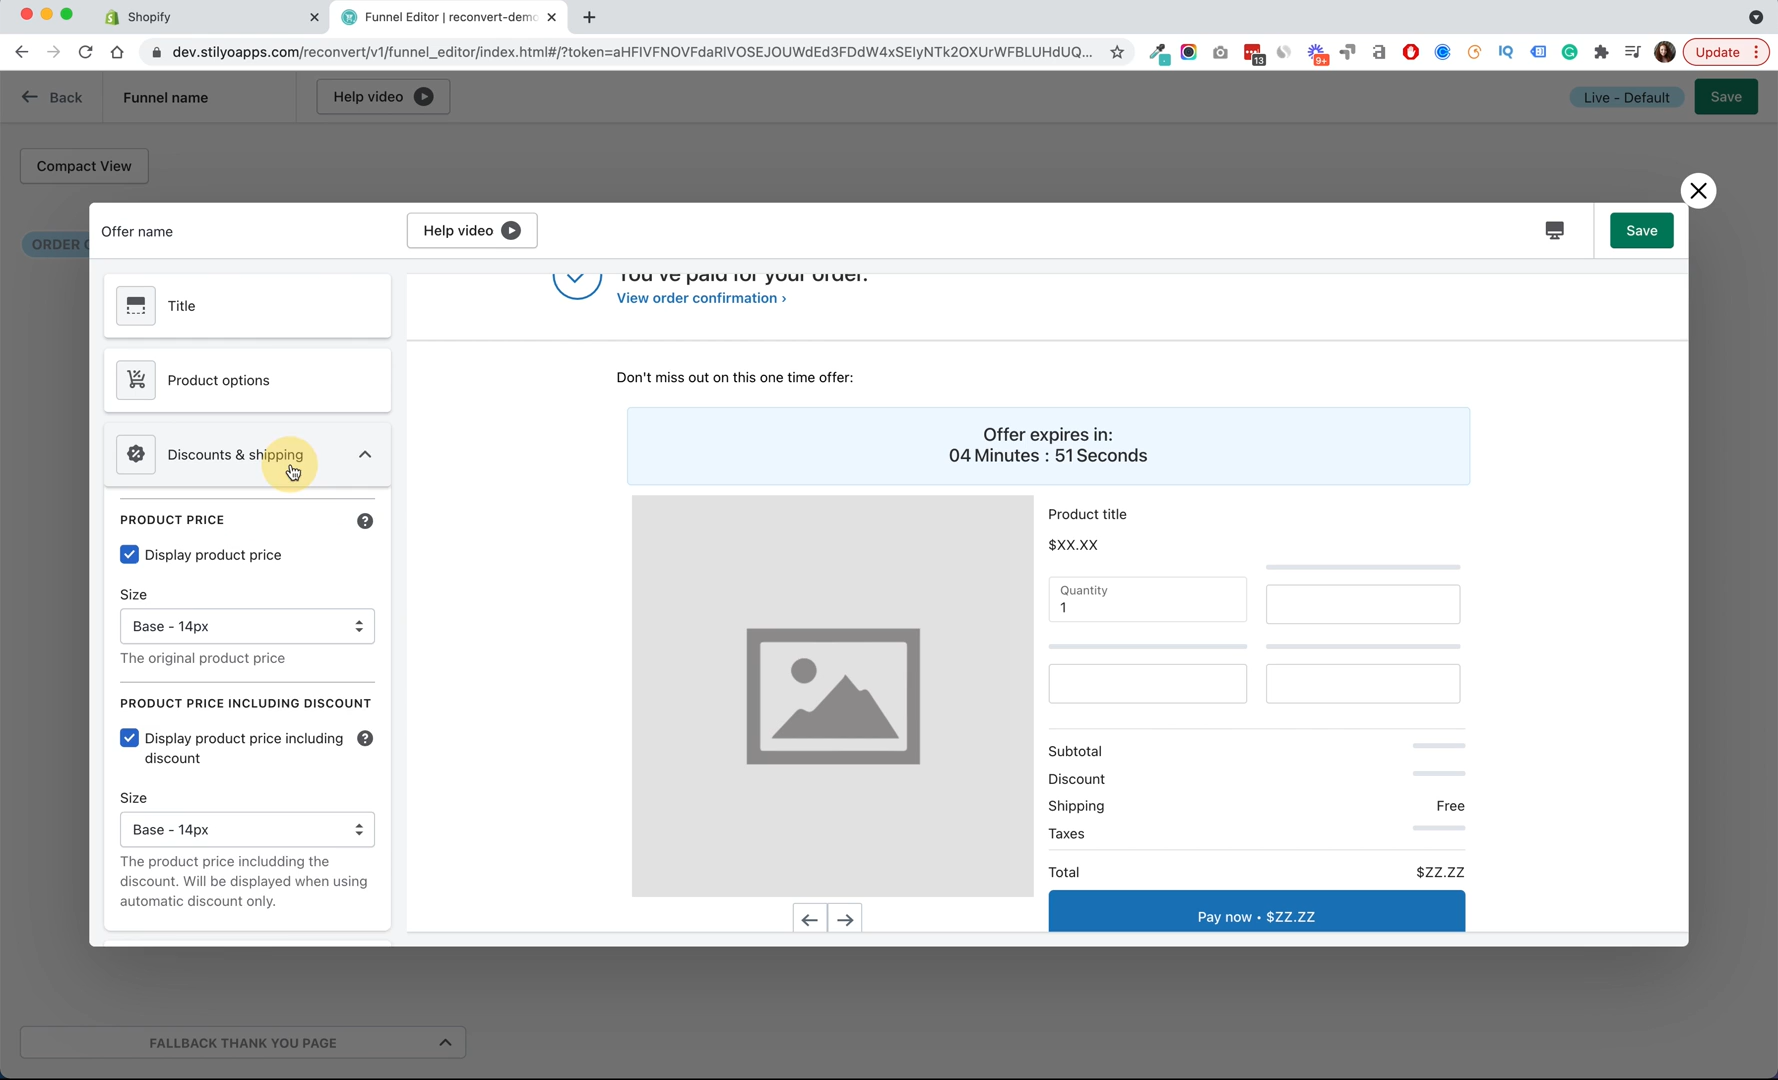 Shopify
Funnel Editor | reconvert-demo
dev.stilyoapps.com/reconvert/v1/funnel_editor/index.html#/?token=aHFIVFNOVFdaRlVOSEJOUWdEd3FDdW4xSEIyNTk2OXUrWFBLUHdUQ...
13
9+
IQ
Update
Back
Funnel name
Help video
Live - Default
Save
Compact View
ORDER
Offer name
Help video
Save
Title
Product options
Discounts & shipping
PRODUCT PRICE
Display product price
Size
Base - 14px
The original product price
PRODUCT PRICE INCLUDING DISCOUNT
Display product price including
discount
Size
Base - 14px
The product price includding the
discount. Will be displayed when using
automatic discount only.
You've paid for your order.
View order confirmation ›
Don't miss out on this one time offer:
Offer expires in:
04 Minutes : 51 Seconds
Product title
$XX.XX
Quantity
1
Subtotal
Discount
Shipping Free
Taxes
Total $ZZ.ZZ
Pay now • $ZZ.ZZ
FALLBACK THANK YOU PAGE